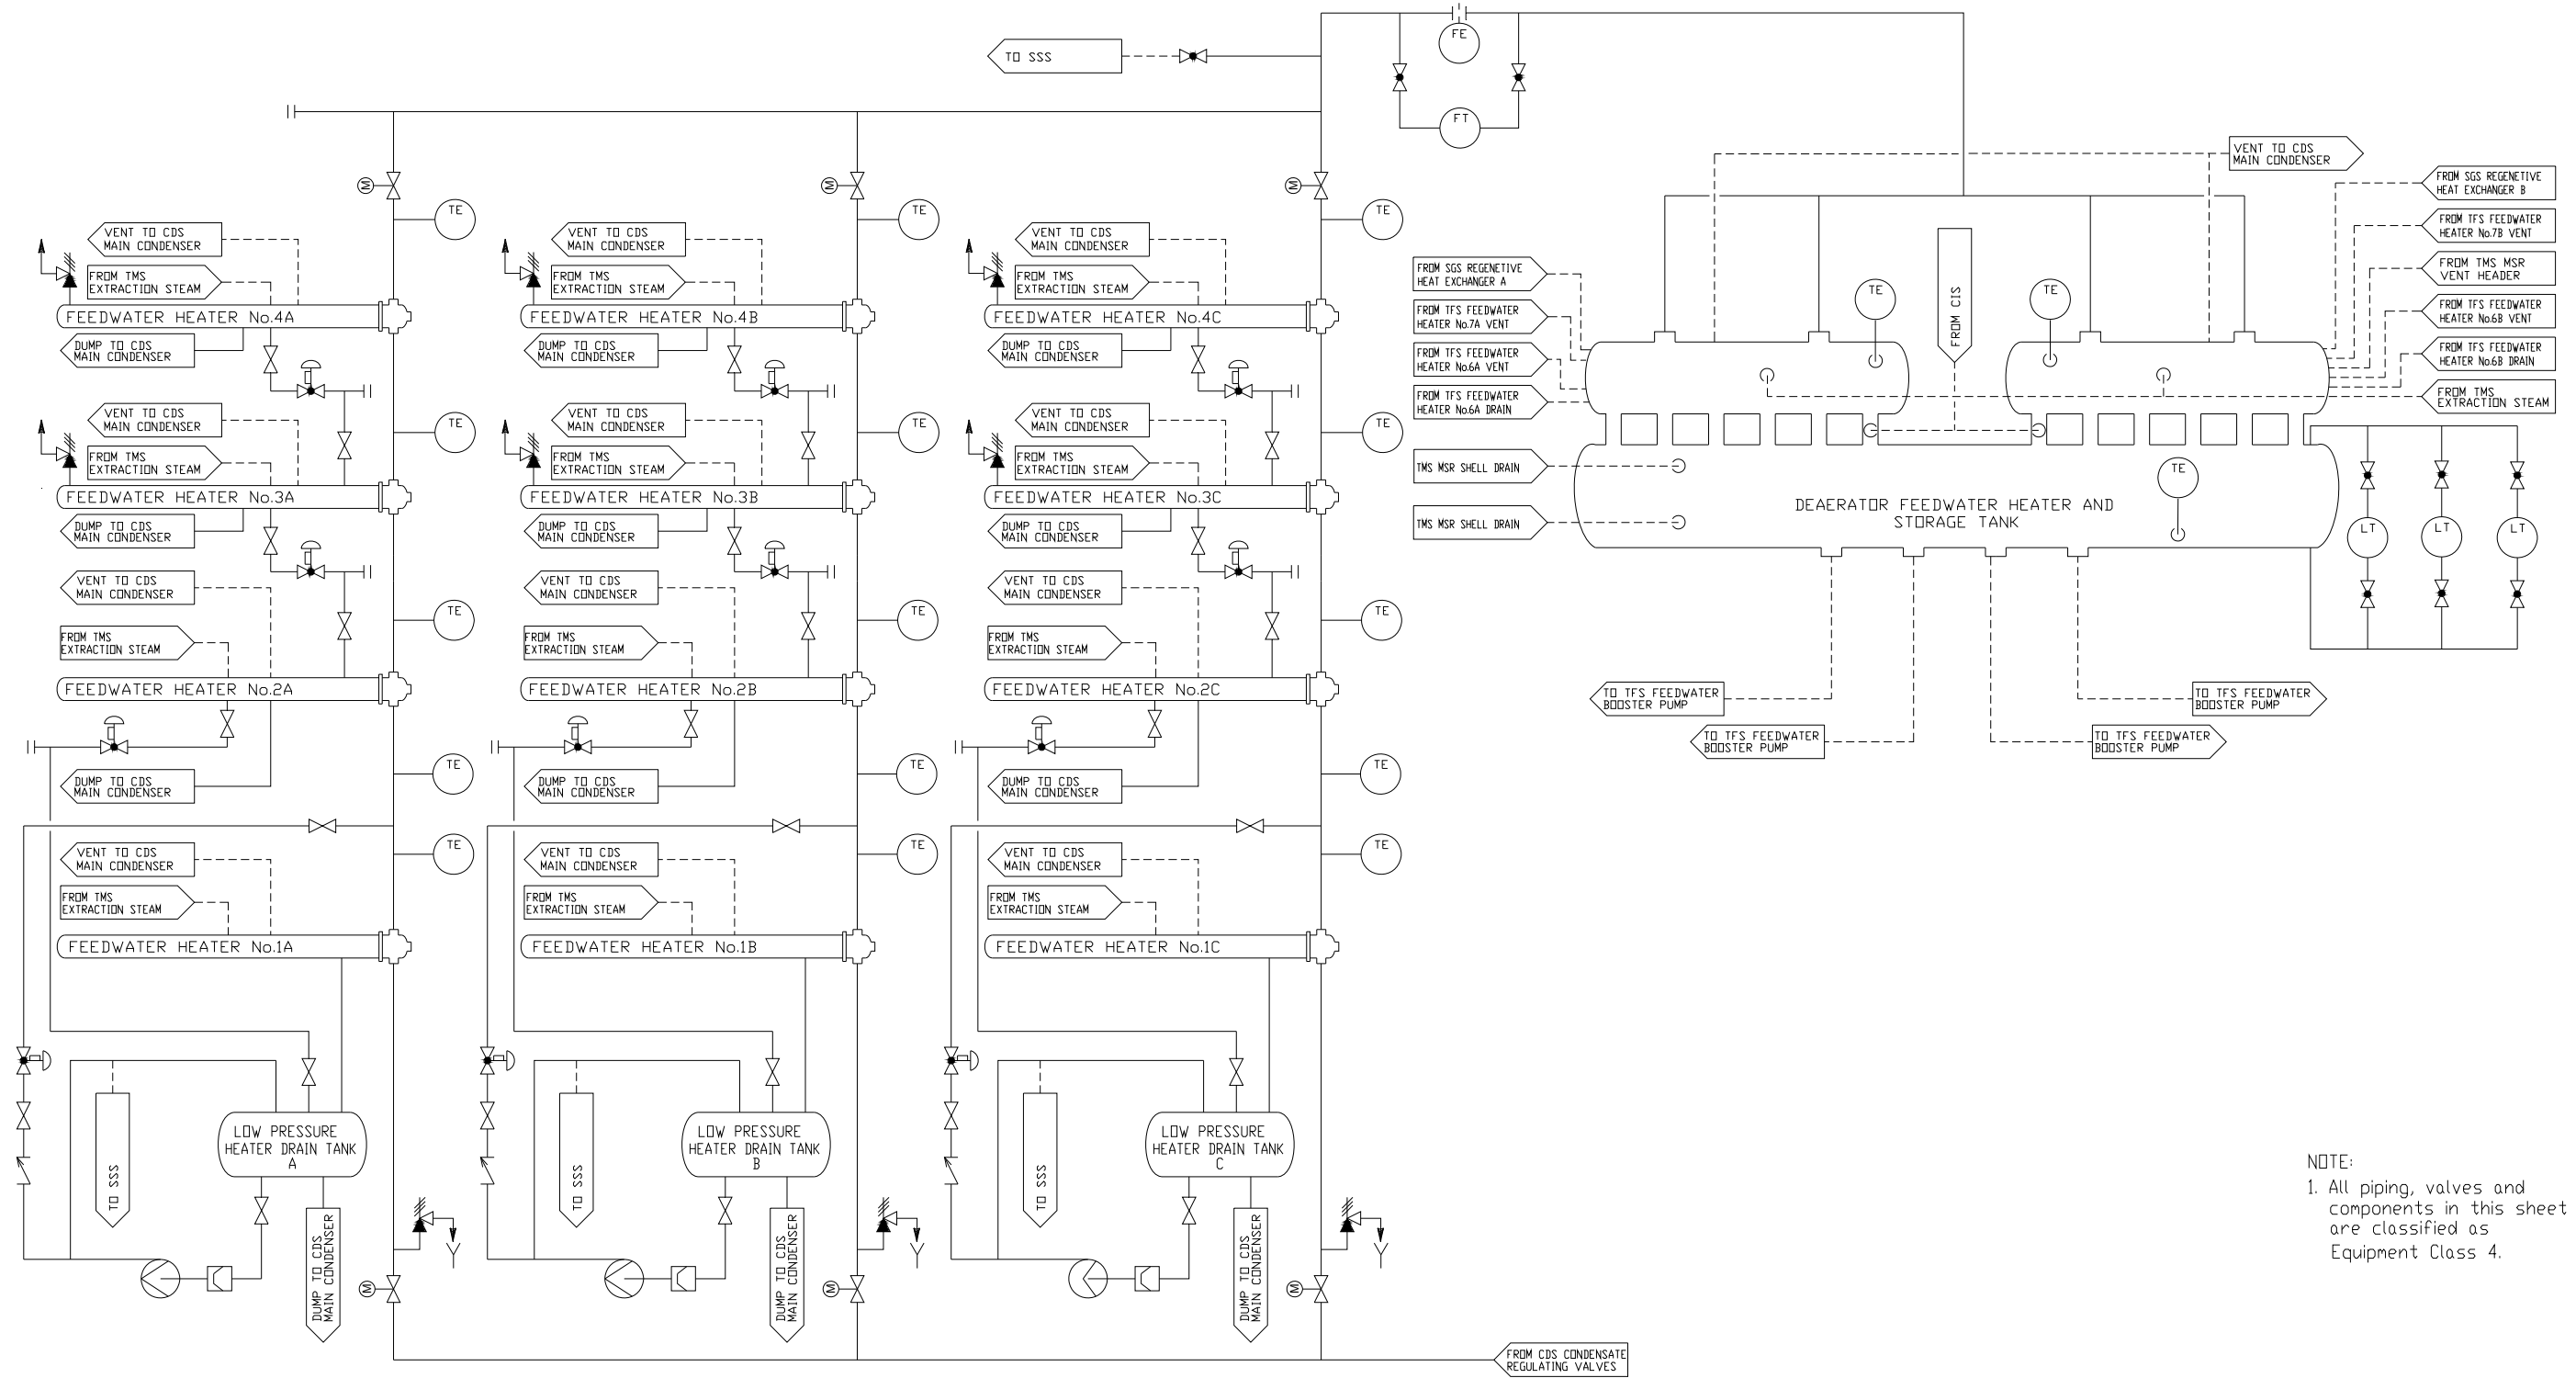 FE
TO SSS
FT
VENT TO CDS
MAIN CONDENSER
M
M
M
TE
TE
TE
FROM SGS REGENETIVE
HEAT EXCHANGER B
FROM TFS FEEDWATER
HEATER No.7B VENT
FROM TMS MSR
VENT HEADER
FROM TFS FEEDWATER
HEATER No.6B VENT
FROM TFS FEEDWATER
HEATER No.6B DRAIN
FROM TMS
EXTRACTION STEAM
VENT TO CDS
MAIN CONDENSER
FROM TMS
EXTRACTION STEAM
FEEDWATER HEATER No.4A
DUMP TO CDS
MAIN CONDENSER
VENT TO CDS
MAIN CONDENSER
FROM TMS
EXTRACTION STEAM
FEEDWATER HEATER No.4B
DUMP TO CDS
MAIN CONDENSER
VENT TO CDS
MAIN CONDENSER
FROM TMS
EXTRACTION STEAM
FEEDWATER HEATER No.4C
DUMP TO CDS
MAIN CONDENSER
FROM SGS REGENETIVE
HEAT EXCHANGER A
FROM TFS FEEDWATER
HEATER No.7A VENT
FROM TFS FEEDWATER
HEATER No.6A VENT
FROM TFS FEEDWATER
HEATER No.6A DRAIN
TE
FROM CIS
TE
VENT TO CDS
MAIN CONDENSER
FROM TMS
EXTRACTION STEAM
TE
FEEDWATER HEATER No.3A
DUMP TO CDS
MAIN CONDENSER
VENT TO CDS
MAIN CONDENSER
FROM TMS
EXTRACTION STEAM
TE
FEEDWATER HEATER No.3B
DUMP TO CDS
MAIN CONDENSER
VENT TO CDS
MAIN CONDENSER
FROM TMS
EXTRACTION STEAM
TE
FEEDWATER HEATER No.3C
DUMP TO CDS
MAIN CONDENSER
TMS MSR SHELL DRAIN
TMS MSR SHELL DRAIN
TE
DEAERATOR FEEDWATER HEATER AND
STORAGE TANK
LT
LT
LT
VENT TO CDS
MAIN CONDENSER
FROM TMS
EXTRACTION STEAM
TE
FEEDWATER HEATER No.2A
DUMP TO CDS
MAIN CONDENSER
TE
VENT TO CDS
MAIN CONDENSER
FROM TMS
EXTRACTION STEAM
TE
FEEDWATER HEATER No.2B
DUMP TO CDS
MAIN CONDENSER
TE
VENT TO CDS
MAIN CONDENSER
FROM TMS
EXTRACTION STEAM
TE
FEEDWATER HEATER No.2C
DUMP TO CDS
MAIN CONDENSER
TE
TO TFS FEEDWATER
BOOSTER PUMP
TO TFS FEEDWATER
BOOSTER PUMP
TO TFS FEEDWATER
BOOSTER PUMP
TO TFS FEEDWATER
BOOSTER PUMP
VENT TO CDS
MAIN CONDENSER
FROM TMS
EXTRACTION STEAM
TE
FEEDWATER HEATER No.1A
VENT TO CDS
MAIN CONDENSER
FROM TMS
EXTRACTION STEAM
TE
FEEDWATER HEATER No.1B
VENT TO CDS
MAIN CONDENSER
FROM TMS
EXTRACTION STEAM
TE
FEEDWATER HEATER No.1C
TO SSS
LOW PRESSURE
HEATER DRAIN TANK
A
DUMP TO CDS
MAIN CONDENSER
M
TO SSS
LOW PRESSURE
HEATER DRAIN TANK
B
DUMP TO CDS
MAIN CONDENSER
M
TO SSS
LOW PRESSURE
HEATER DRAIN TANK
C
DUMP TO CDS
MAIN CONDENSER
M
FROM CDS CONDENSATE
REGULATING VALVES
NOTE:
1. All piping, valves and
components in this sheet
are classified as
Equipment Class 4.